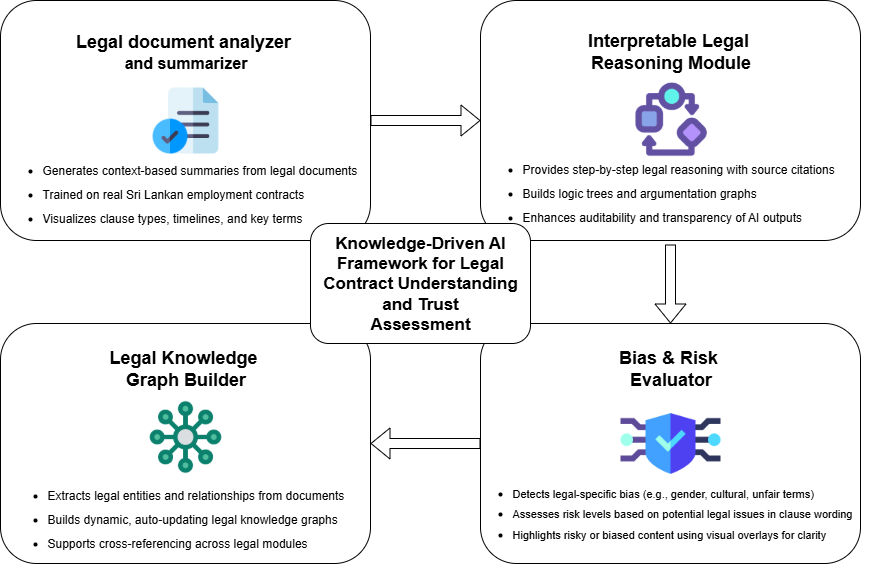 Legal document analyzer
and summarizer
• Generates context-based summaries from legal documents
• Trained on real Sri Lankan employment contracts
• Visualizes clause types, timelines, and key terms
Interpretable Legal
Reasoning Module
• Provides step-by-step legal reasoning with source citations
• Builds logic trees and argumentation graphs
• Enhances auditability and transparency of AI outputs
Knowledge-Driven AI
Framework for Legal
Contract Understanding
and Trust
Assessment
Legal Knowledge
Graph Builder
• Extracts legal entities and relationships from documents
• Builds dynamic, auto-updating legal knowledge graphs
• Supports cross-referencing across legal modules
Bias & Risk
Evaluator
• Detects legal-specific bias (e.g., gender, cultural, unfair terms)
• Assesses risk levels based on potential legal issues in clause wording
• Highlights risky or biased content using visual overlays for clarity